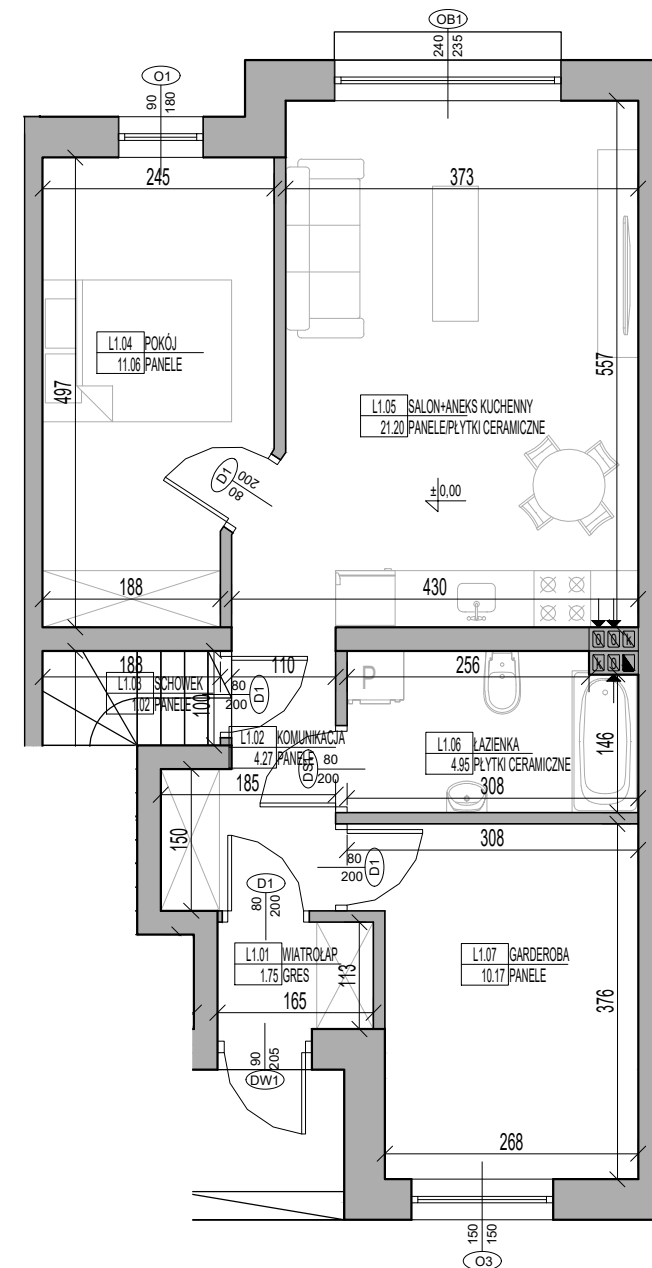 OB1
240
235
O1
90
180
245
373
L1.04 POKÓJ
11.06 PANELE
497
557
L1.05 SALON+ANEKS KUCHENNY
21.20 PANELE/PŁYTKI CERAMICZNE
D1
80
200
±0,00
188
430
188
110
256
P
L1.03 SCHOWEK
1.02 PANELE
100
80
200
D1
L1.02 KOMUNIKACJA
4.27 PANELE
80
200
L1.06 ŁAZIENKA
4.95 PŁYTKI CERAMICZNE
146
185
308
150
308
80
200
D1
D1
80
200
L1.01 WIATROŁAP
1.75 GRES
113
165
L1.07 GARDEROBA
10.17 PANELE
376
90
205
DW1
268
150
150
O3